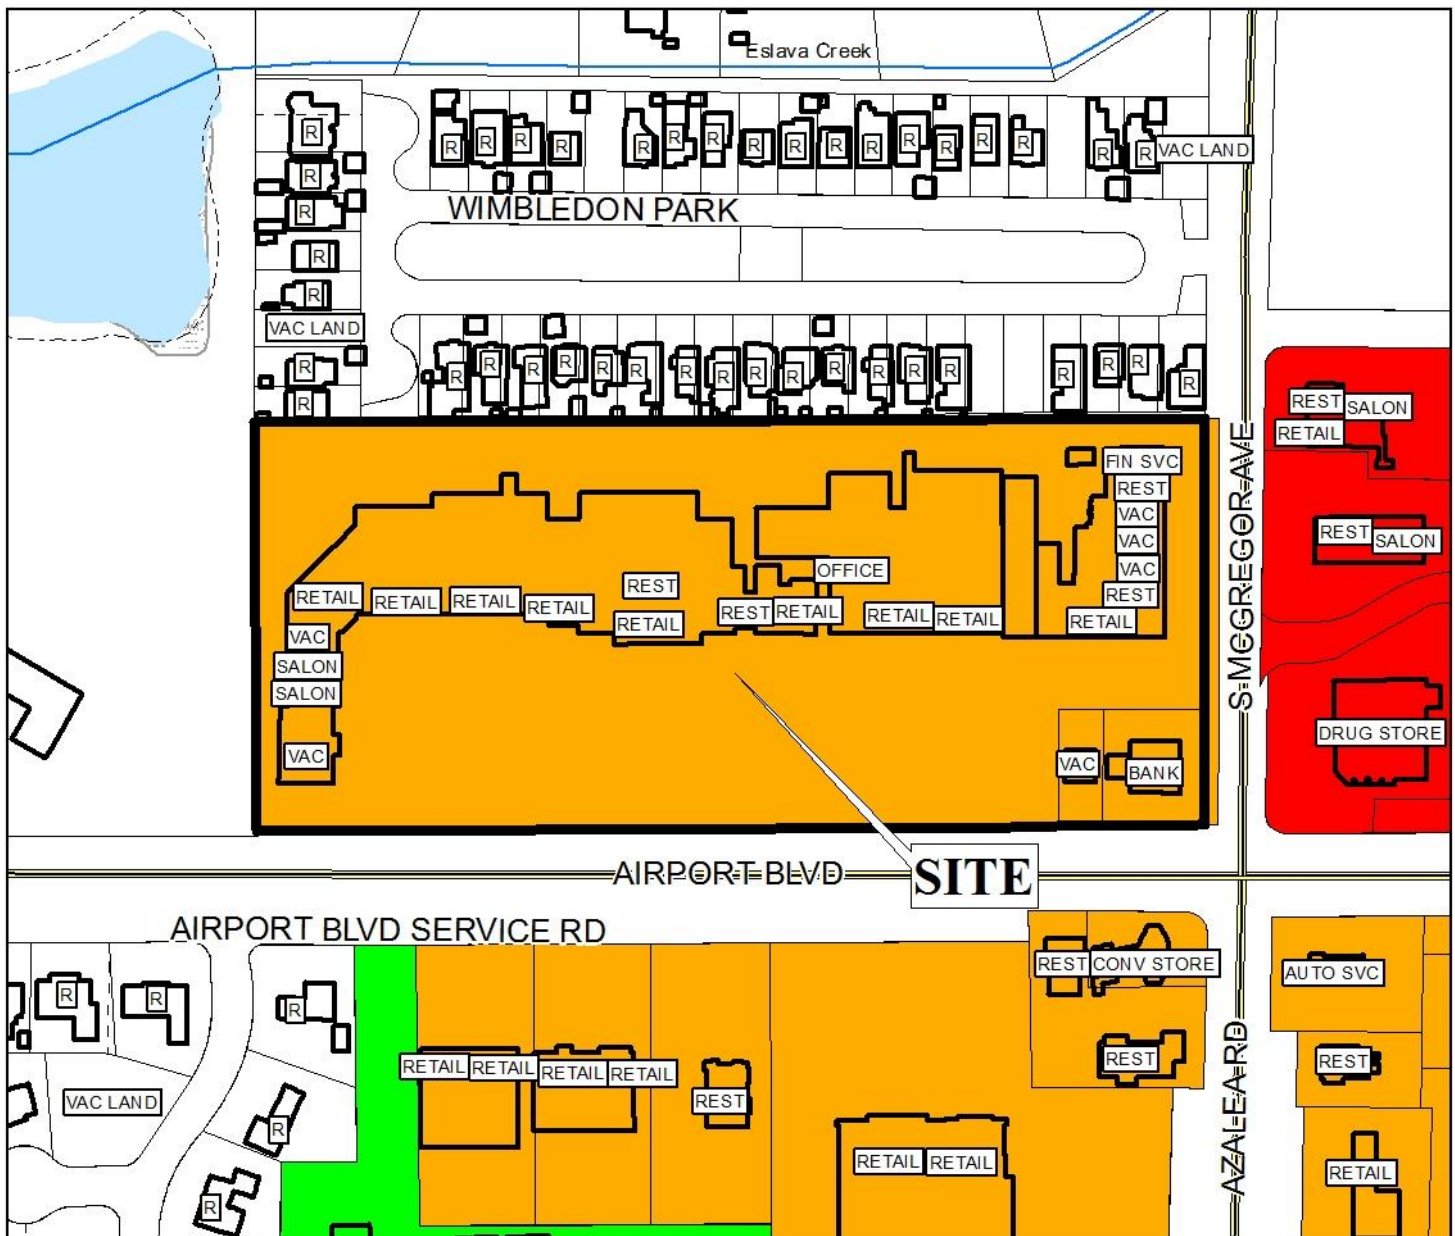 Eslava Creek
R
R R R R R R R R R R R R R R R R R VAC LAND
R
R
WIMBLEDON PARK
R
R
VAC LAND
R
R R R R R R R R R R R R R R R R R R
R
REST SALON
RETAIL
S MCGREGOR AVE
FIN SVC
REST
VAC
VAC
VAC
REST
RETAIL
REST SALON
OFFICE
RETAIL RETAIL RETAIL RETAIL
REST
RETAIL
REST RETAIL
RETAIL RETAIL
VAC
SALON
SALON
VAC
VAC BANK
DRUG STORE
AIRPORT BLVD
SITE
AIRPORT BLVD SERVICE RD
REST CONV STORE
AUTO SVC
R R R
RETAIL RETAIL RETAIL RETAIL
REST
REST
REST
VAC LAND
R
AZALEA RD
RETAIL RETAIL
RETAIL
R